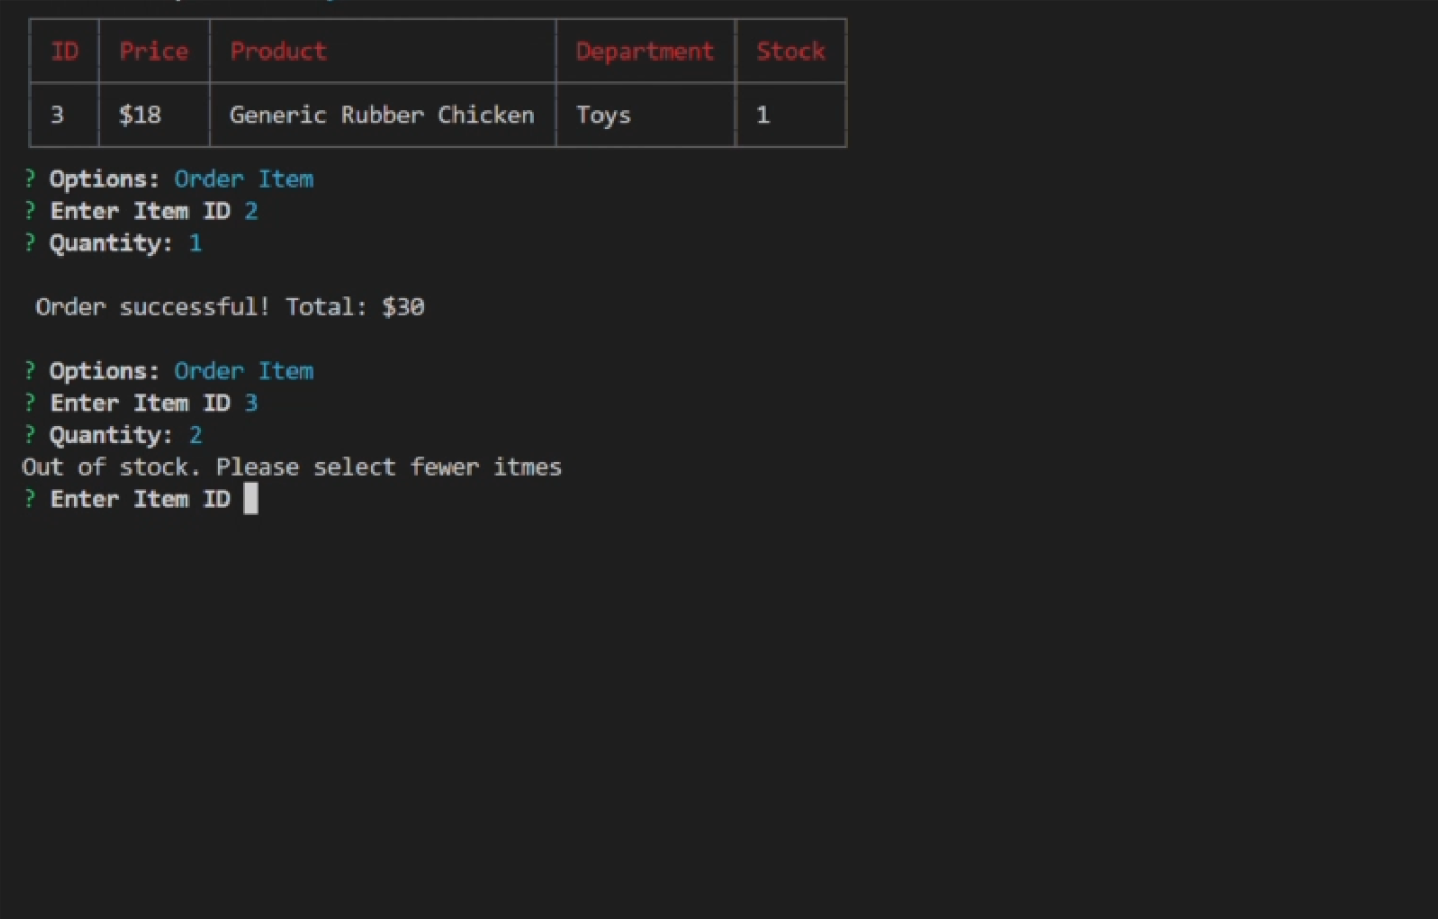 ID Price Product Department Stock
3 $18 Generic Rubber Chicken Toys 1
? Options: Order Item
? Enter Item ID 2
? Quantity: 1
Order successful! Total: $30
? Options: Order Item
? Enter Item ID 3
? Quantity: 2
Out of stock. Please select fewer itmes
? Enter Item ID